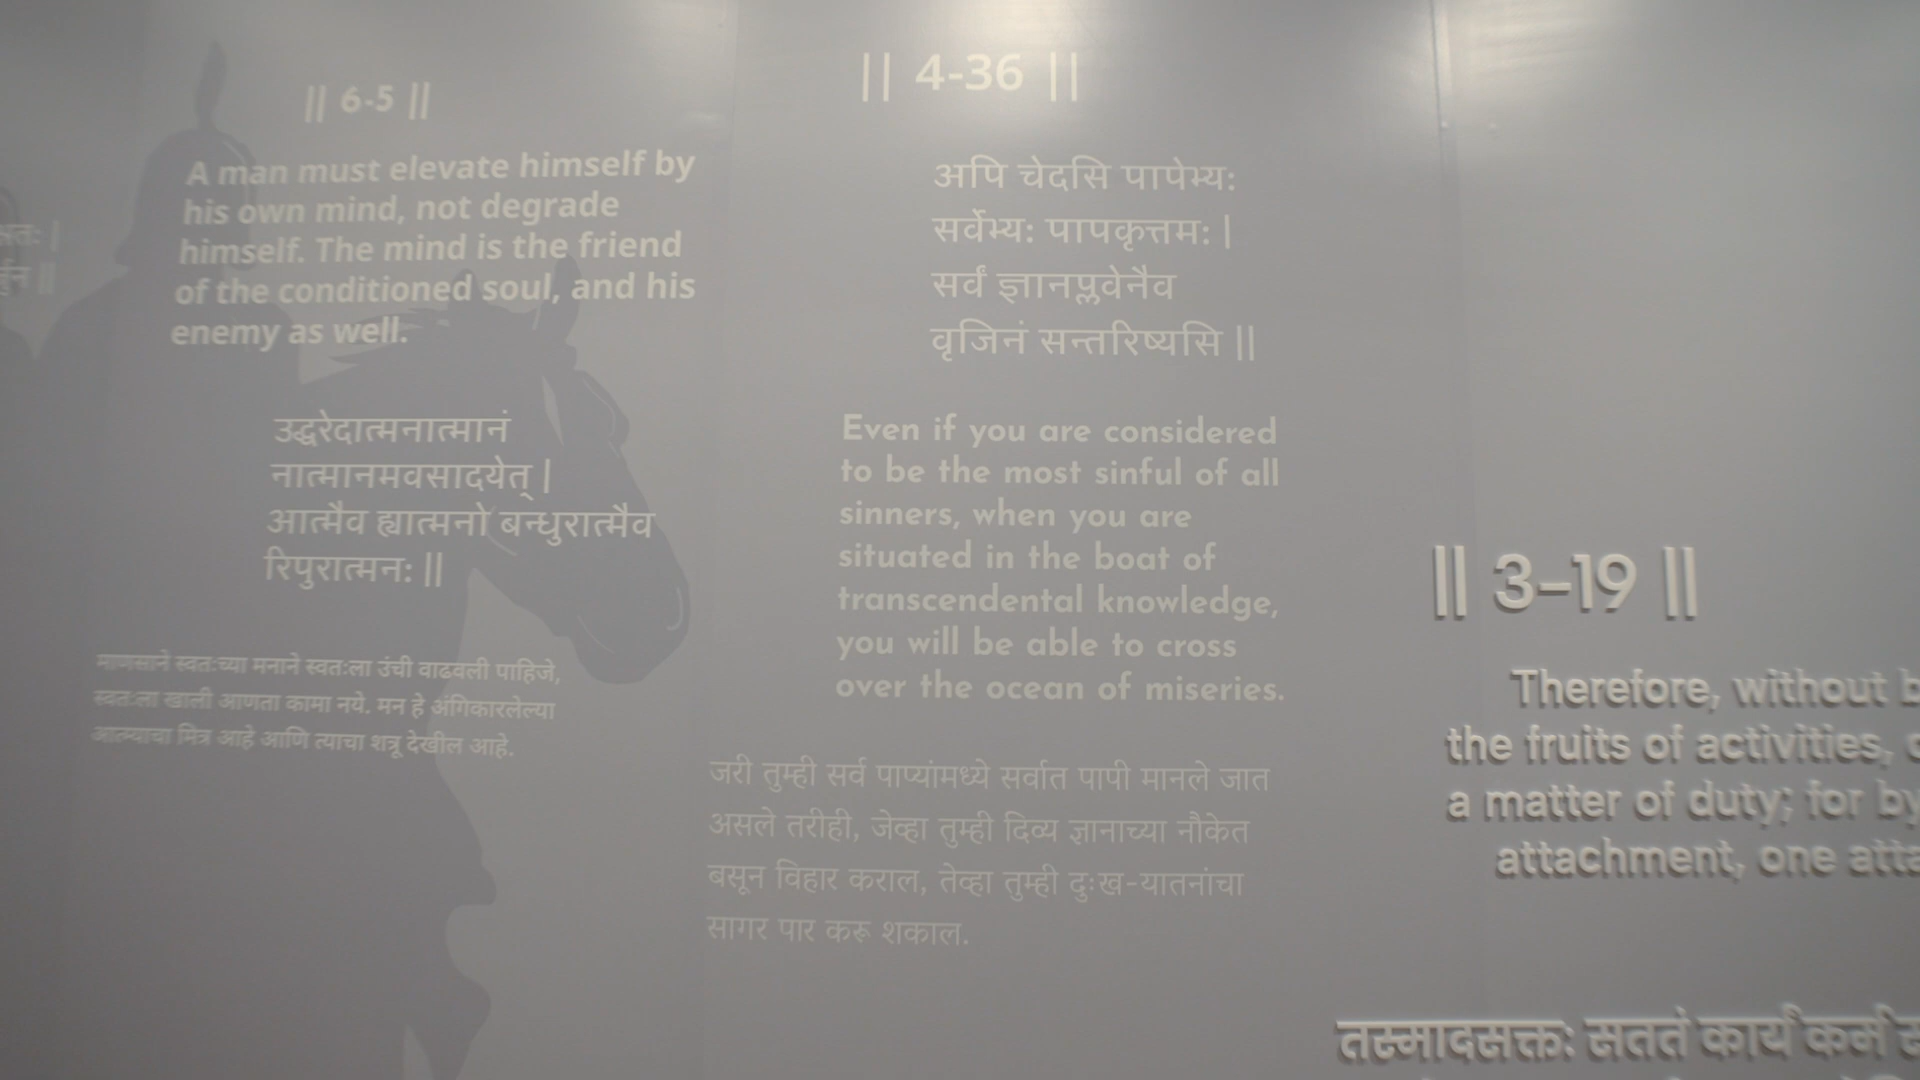 || 6-5 ||
A man must elevate himself by
his own mind, not degrade
himself. The mind is the friend
of the conditioned soul, and his
enemy as well.
उद्धरेदात्मनात्मानं
नात्मानमवसादयेत् |
आत्मैव ह्यात्मनो बन्धुरात्मैव
रिपुरात्मनः ||
माणसाने स्वतःच्या मनाने स्वतःला उंची वाढवली पाहिजे,
स्वतःला खाली आणता कामा नये. मन हे अंगिकारलेल्या
आत्म्याचा मित्र आहे आणि त्याचा शत्रू देखील आहे.
|| 4-36 ||
अपि चेदसि पापेभ्यः
सर्वेभ्यः पापकृत्तमः |
सर्वं ज्ञानप्लवेनैव
वृजिनं सन्तरिष्यसि ||
Even if you are considered
to be the most sinful of all
sinners, when you are
situated in the boat of
transcendental knowledge,
you will be able to cross
over the ocean of miseries.
जरी तुम्ही सर्व पाप्यांमध्ये सर्वात पापी मानले जात
असले तरीही, जेव्हा तुम्ही दिव्य ज्ञानाच्या नौकेत
बसून विहार कराल, तेव्हा तुम्ही दुःख-यातनांचा
सागर पार करू शकाल.
|| 3-19 ||
Therefore, without
the fruits of activities,
a matter of duty; for by
attachment, one
तस्मादसक्तः सततं कार्यं कर्म